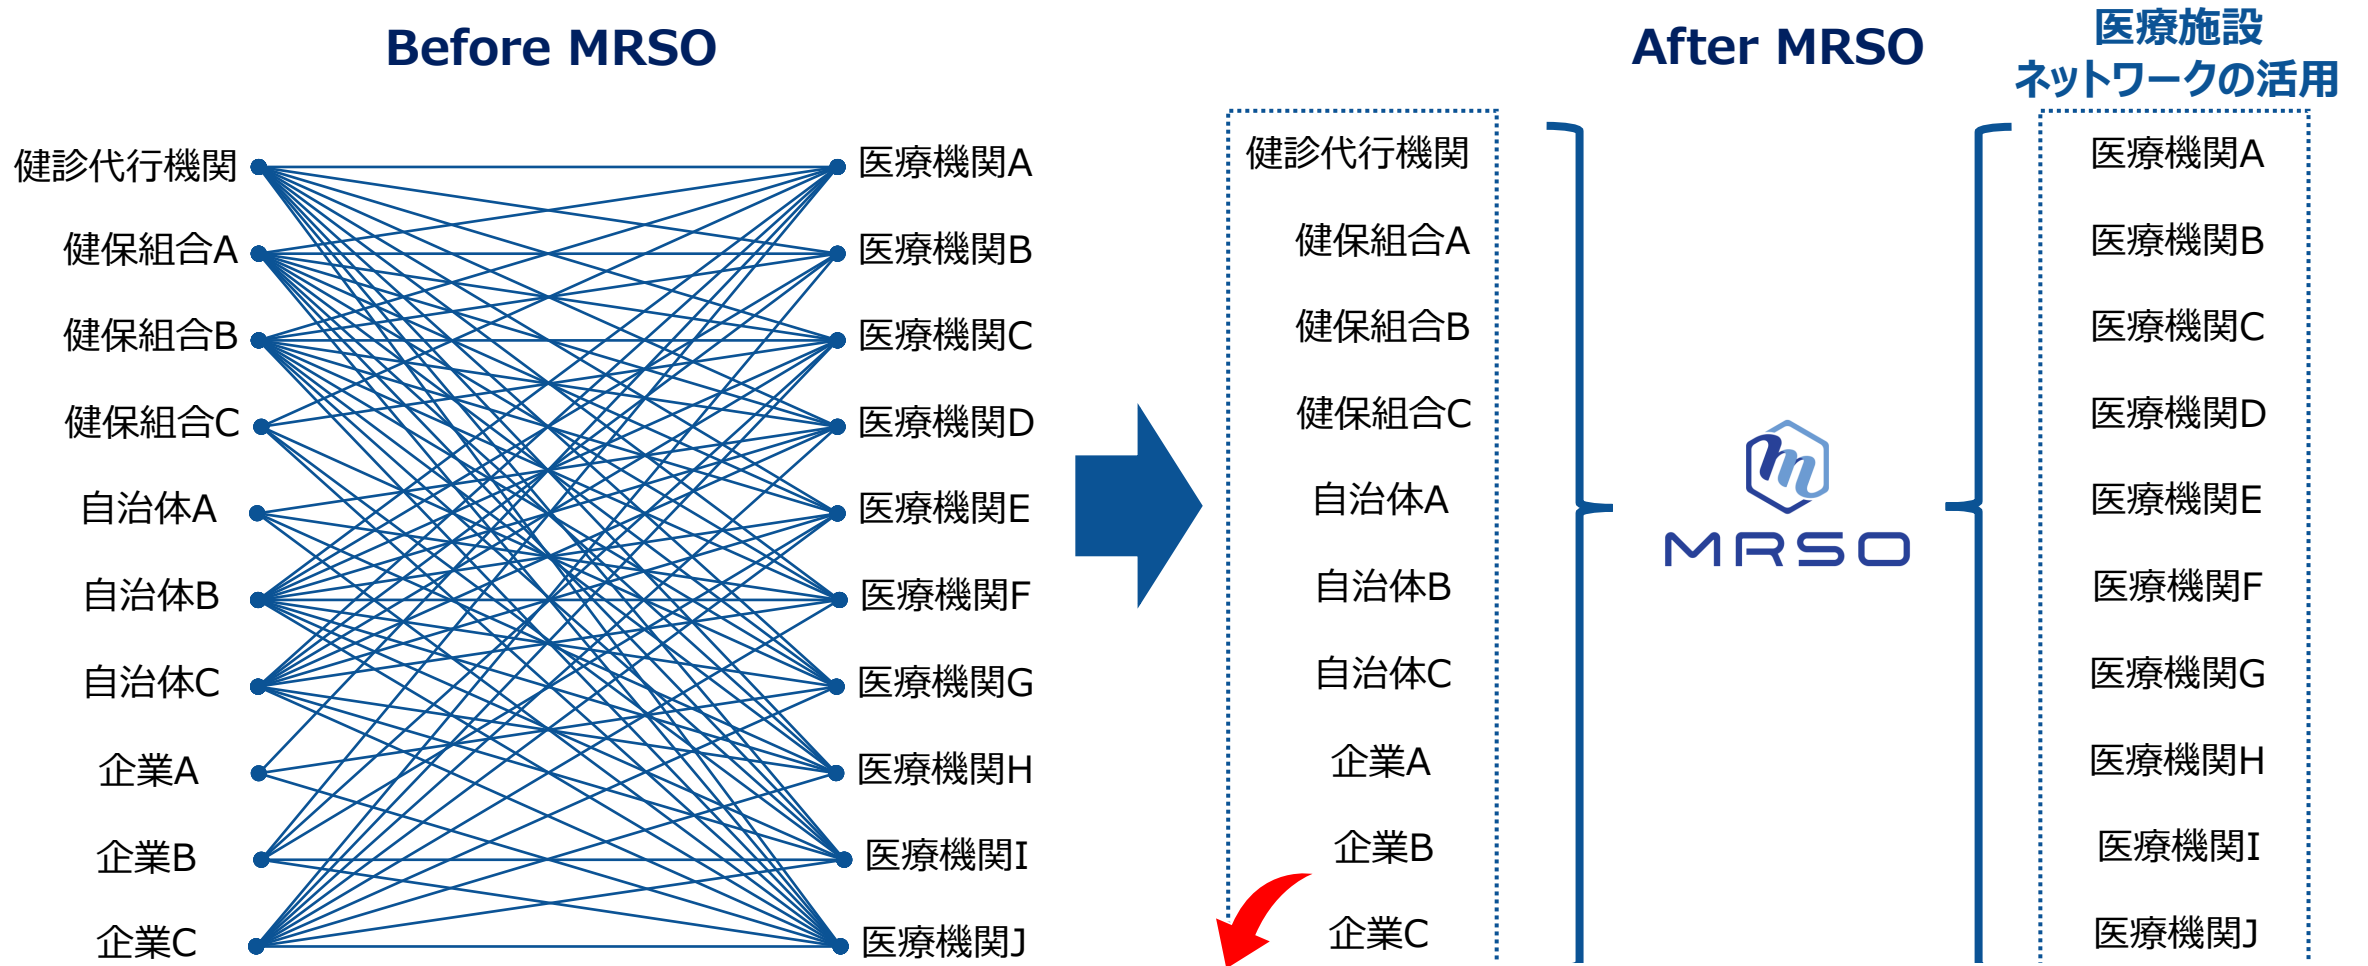 Before MRSO
健診代行機関
健保組合A
健保組合B
健保組合C
自治体A
自治体B
自治体C
企業A
企業B
企業C
医療機関A
医療機関B
医療機関C
医療機関D
医療機関E
医療機関F
医療機関G
医療機関H
医療機関I
医療機関J
After MRSO
健診代行機関
健保組合A
健保組合B
健保組合C
自治体A
自治体B
自治体C
企業A
企業B
企業C
m
MRSO
医療施設
ネットワークの活用
医療機関A
医療機関B
医療機関C
医療機関D
医療機関E
医療機関F
医療機関G
医療機関H
医療機関I
医療機関J